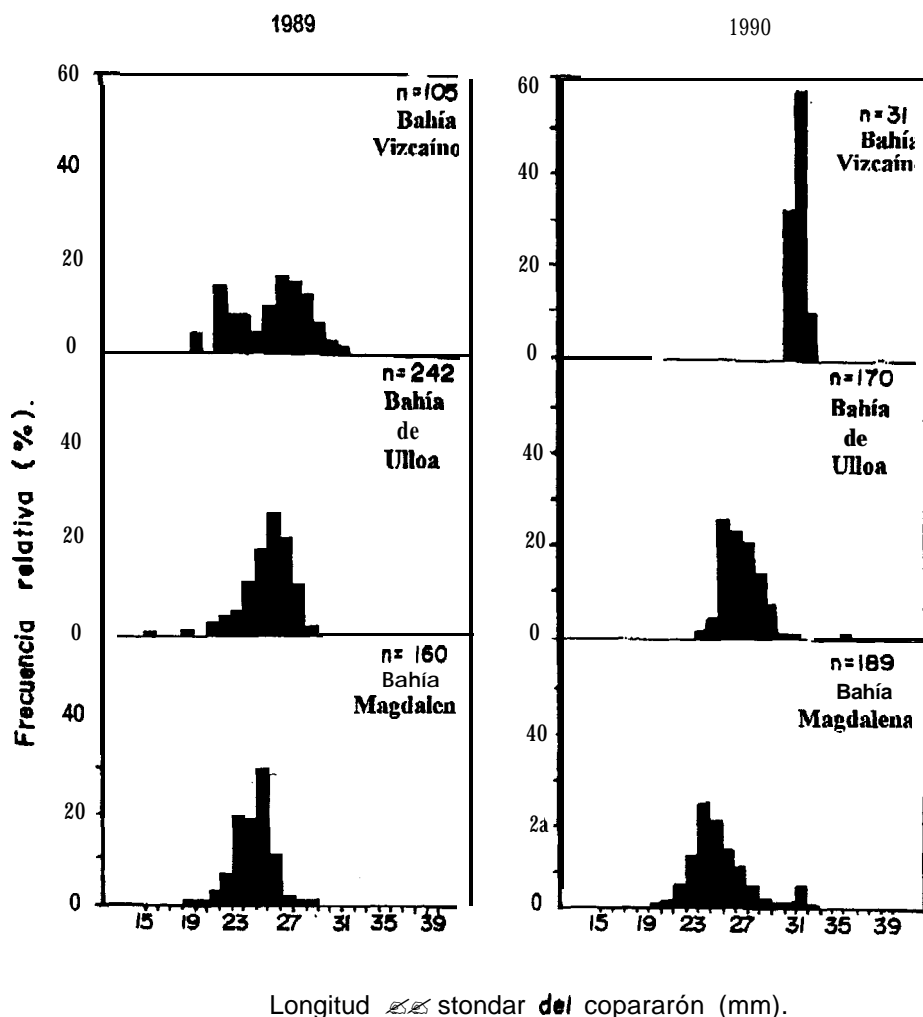 1989
1990
60
40
20
0
n=105
Bahía
Vizcaíno
60
40
20
0
n=31
Bahía
Vizcaín
40
20
0
n=242
Bahía
de
Ulloa
40
20
0
n=170
Bahía
de
Ulloa
40
20
0
n= 160
Bahía
Magdalen
40
2a
0
n=189
Bahía
Magdalena
15 19 23 27 31 35 39
15 19 23 27 31 35 39
Frecuencia relativa (%).
Longitud stondar del copararón (mm).